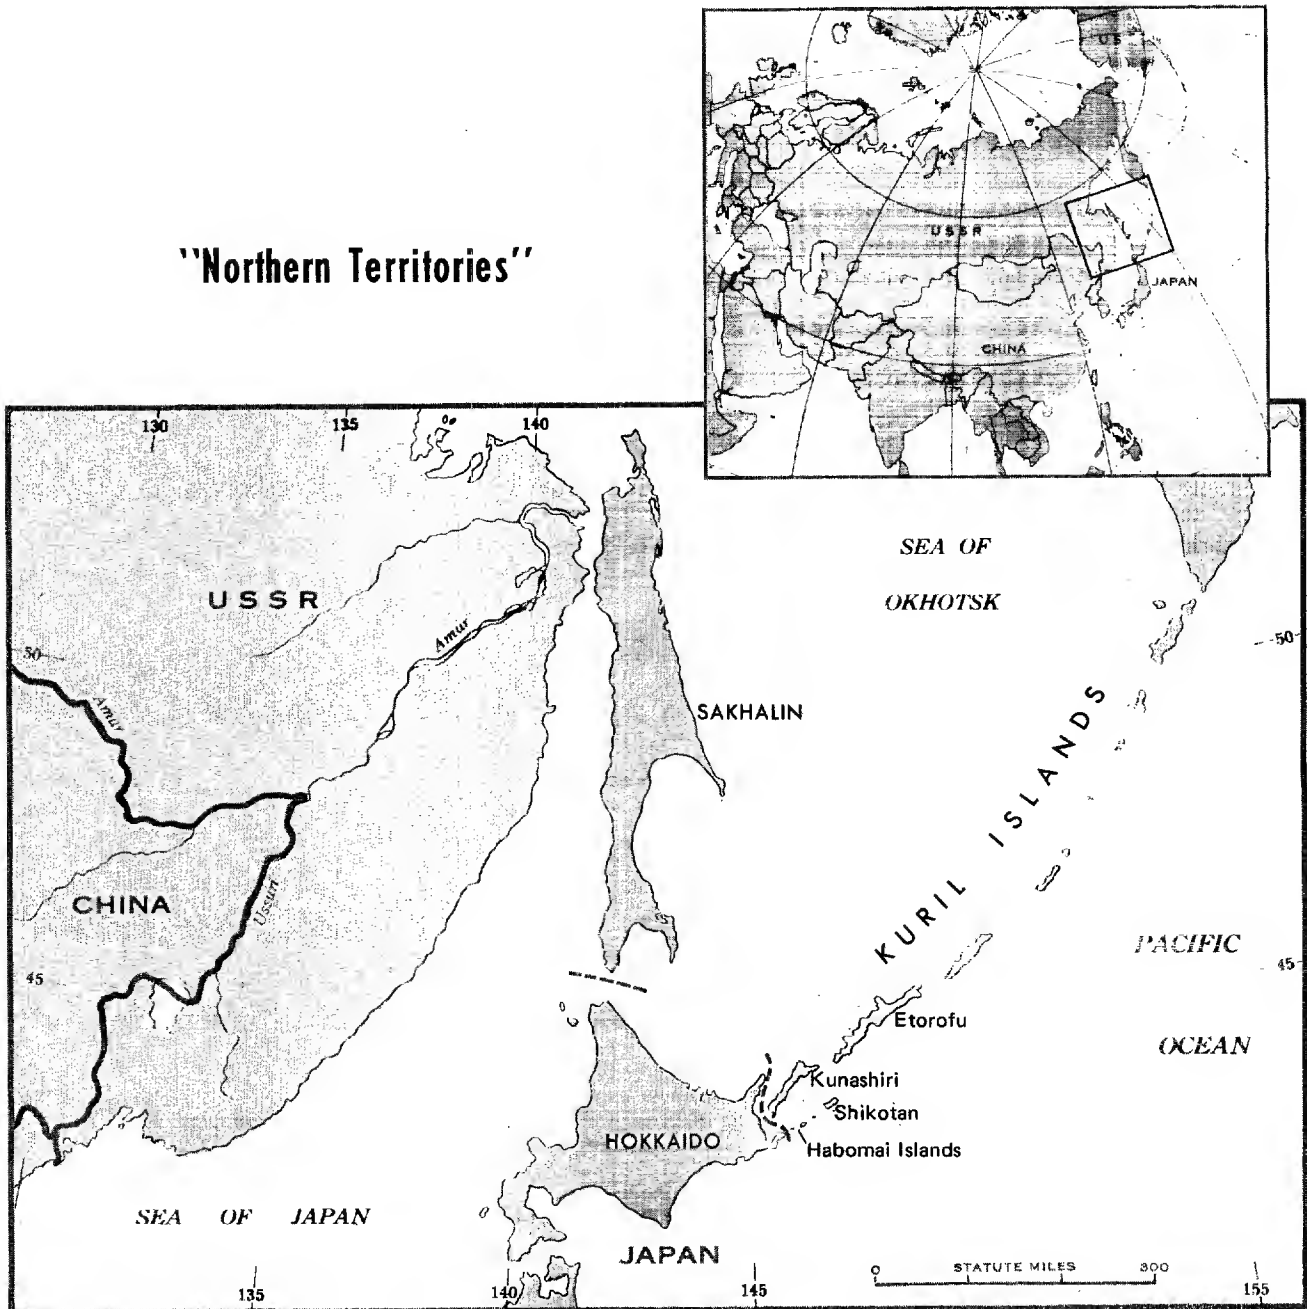 "Northern Territories"
US
USSR
JAPAN
CHINA
130
135
140
SEA OF
OKHOTSK
USSR
Amur
50
50
Amur
SAKHALIN
KURIL ISLANDS
CHINA
Ussuri
PACIFIC
45
45
Etorofu
OCEAN
Kunashiri
Shikotan
HOKKAIDO
Habomai Islands
SEA OF JAPAN
JAPAN
0 STATUTE MILES 300
135
140
145
155